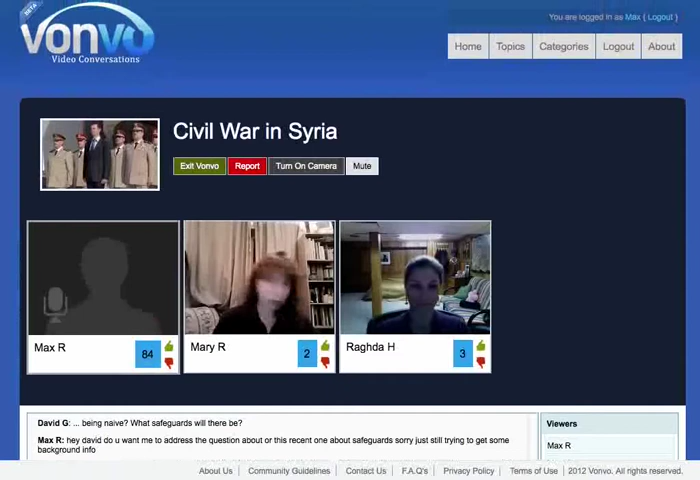 BETA
You are logged in as Max ( Logout )
vonvo
Video Conversations
Home Topics Categories Logout About
Civil War in Syria
Exit Vonvo Report Turn On Camera Mute
Max R 84
Mary R 2
Raghda H 3
David G: ... being naive? What safeguards will there be?
Max R: hey david do u want me to address the question about or this recent one about safeguards sorry just still trying to get some
background info
Viewers
Max R
About Us | Community Guidelines | Contact Us | F.A.Q's | Privacy Policy | Terms of Use | 2012 Vonvo. All rights reserved.